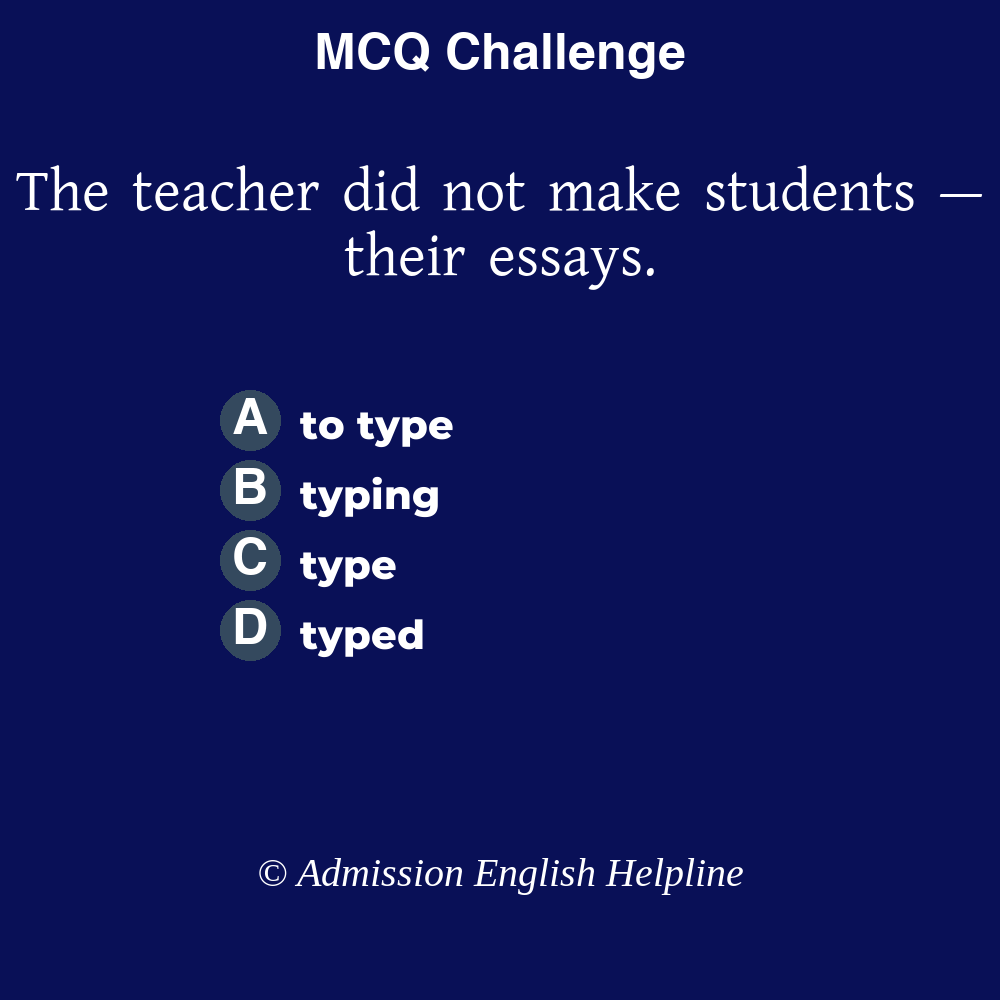 MCQ Challenge
The teacher did not make students —
their essays.
A to type
B typing
C type
D typed
© Admission English Helpline